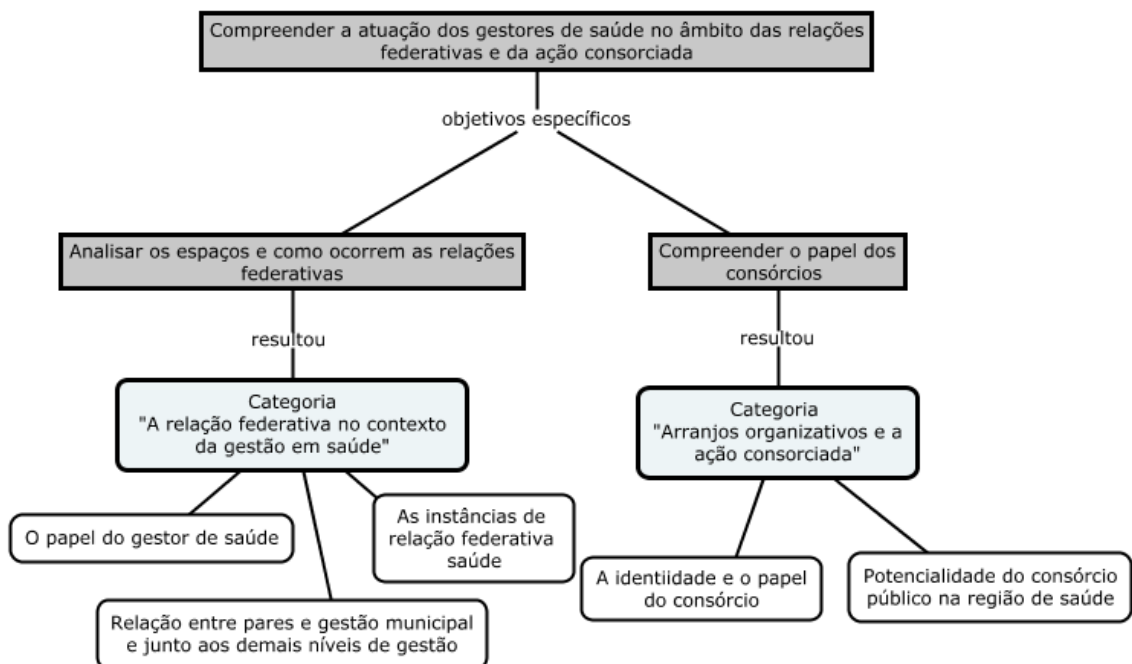 Compreender a atuação dos gestores de saúde no âmbito das relações
federativas e da ação consorciada
objetivos específicos
Analisar os espaços e como ocorrem as relações
federativas
Compreender o papel dos
consórcios
resultou
resultou
Categoria
"A relação federativa no contexto
da gestão em saúde"
Categoria
"Arranjos organizativos e a
ação consorciada"
O papel do gestor de saúde
As instâncias de
relação federativa
saúde
Relação entre pares e gestão municipal
e junto aos demais níveis de gestão
A identiidade e o papel
do consórcio
Potencialidade do consórcio
público na região de saúde